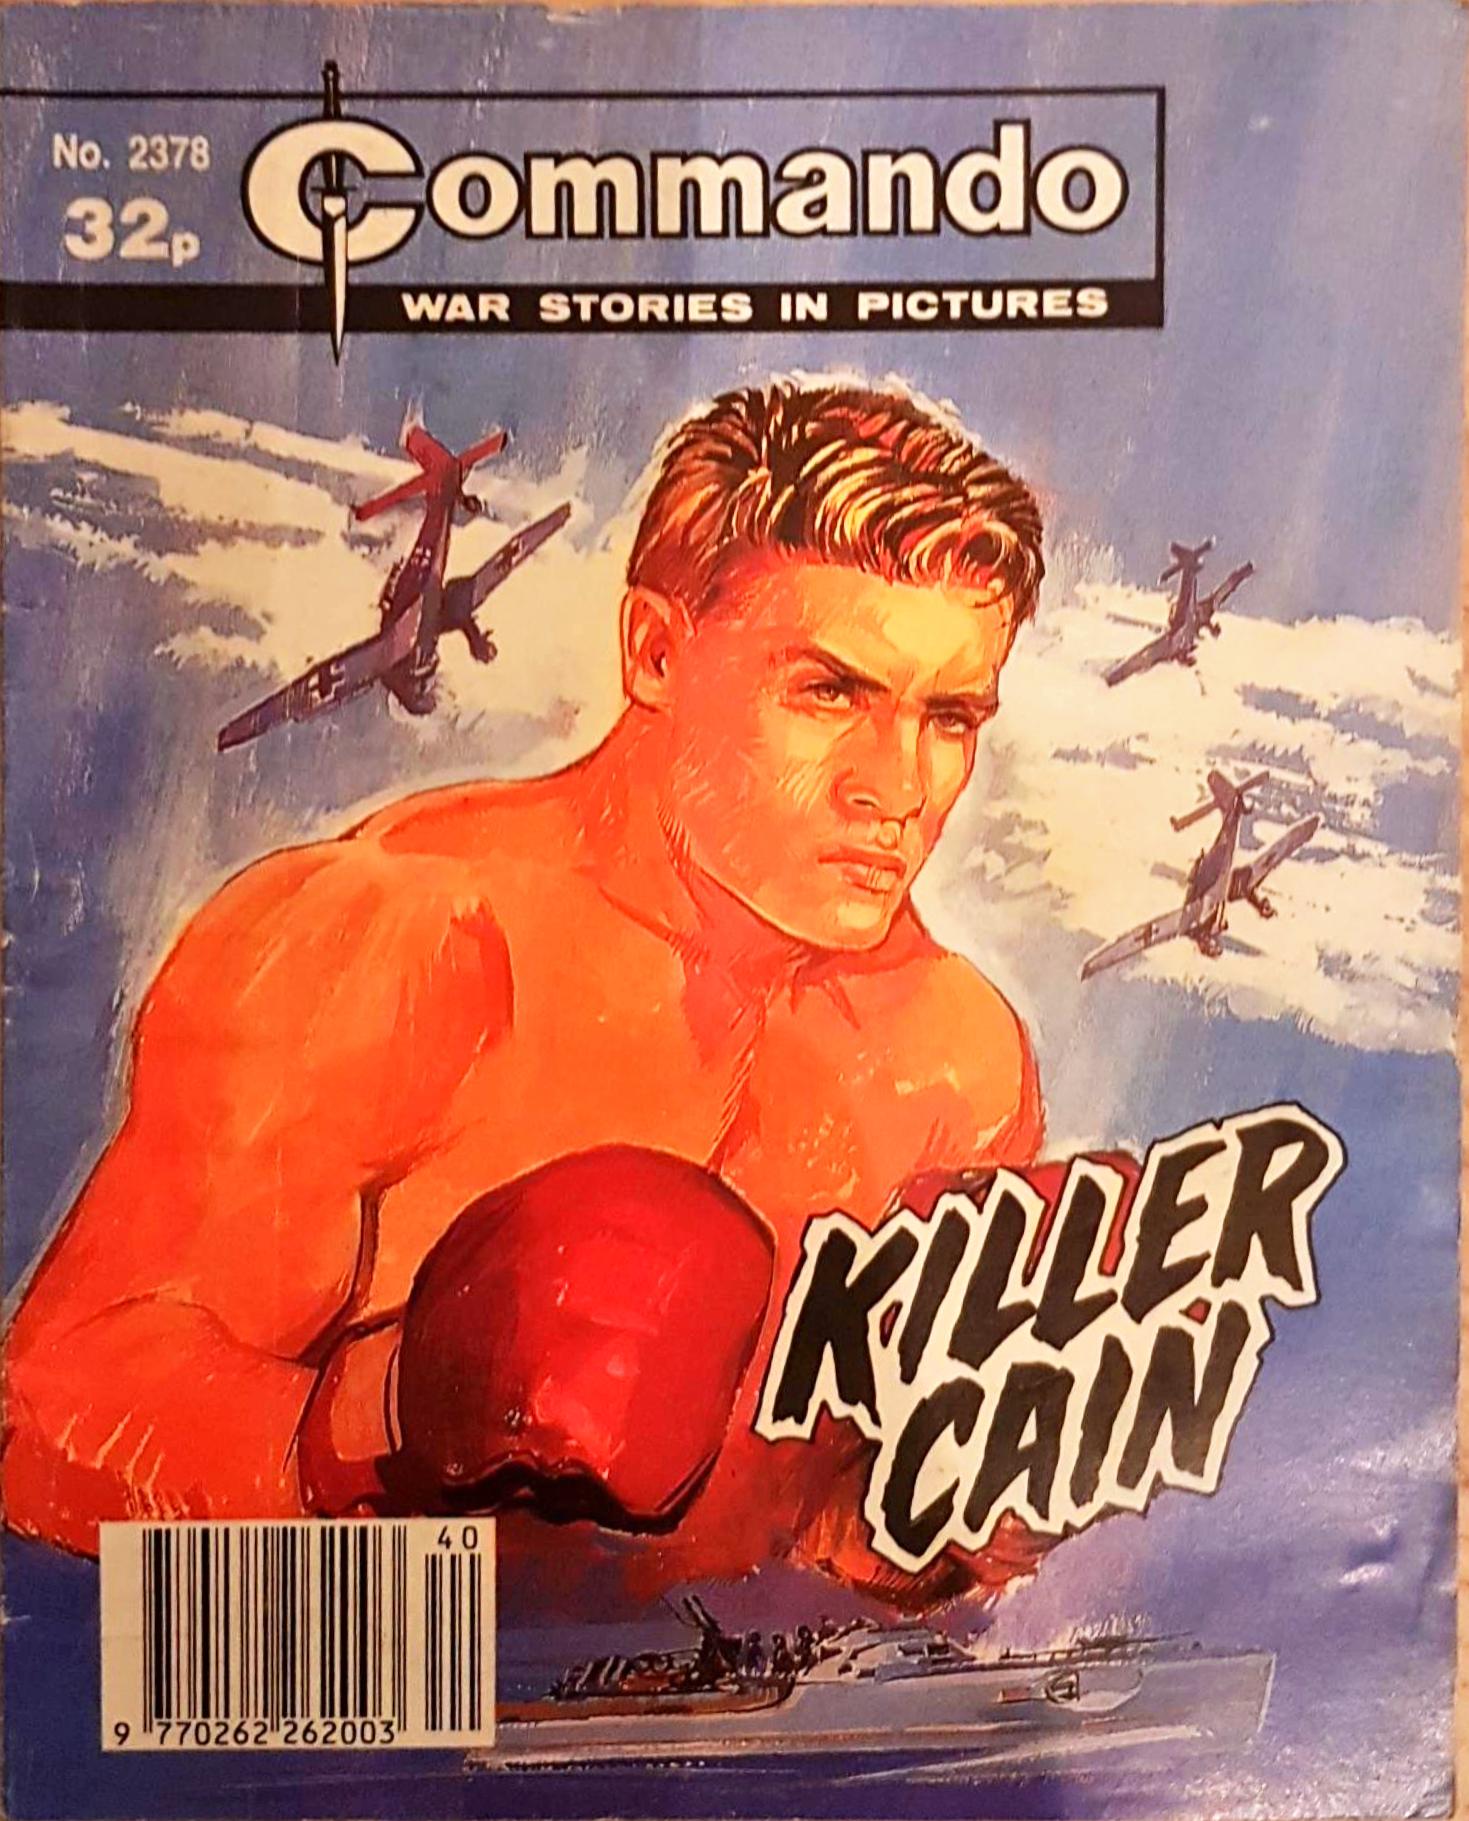 No. 2378
32p
Commando
WAR STORIES IN PICTURES
KILLER
CAIN
40
9 770262 262003